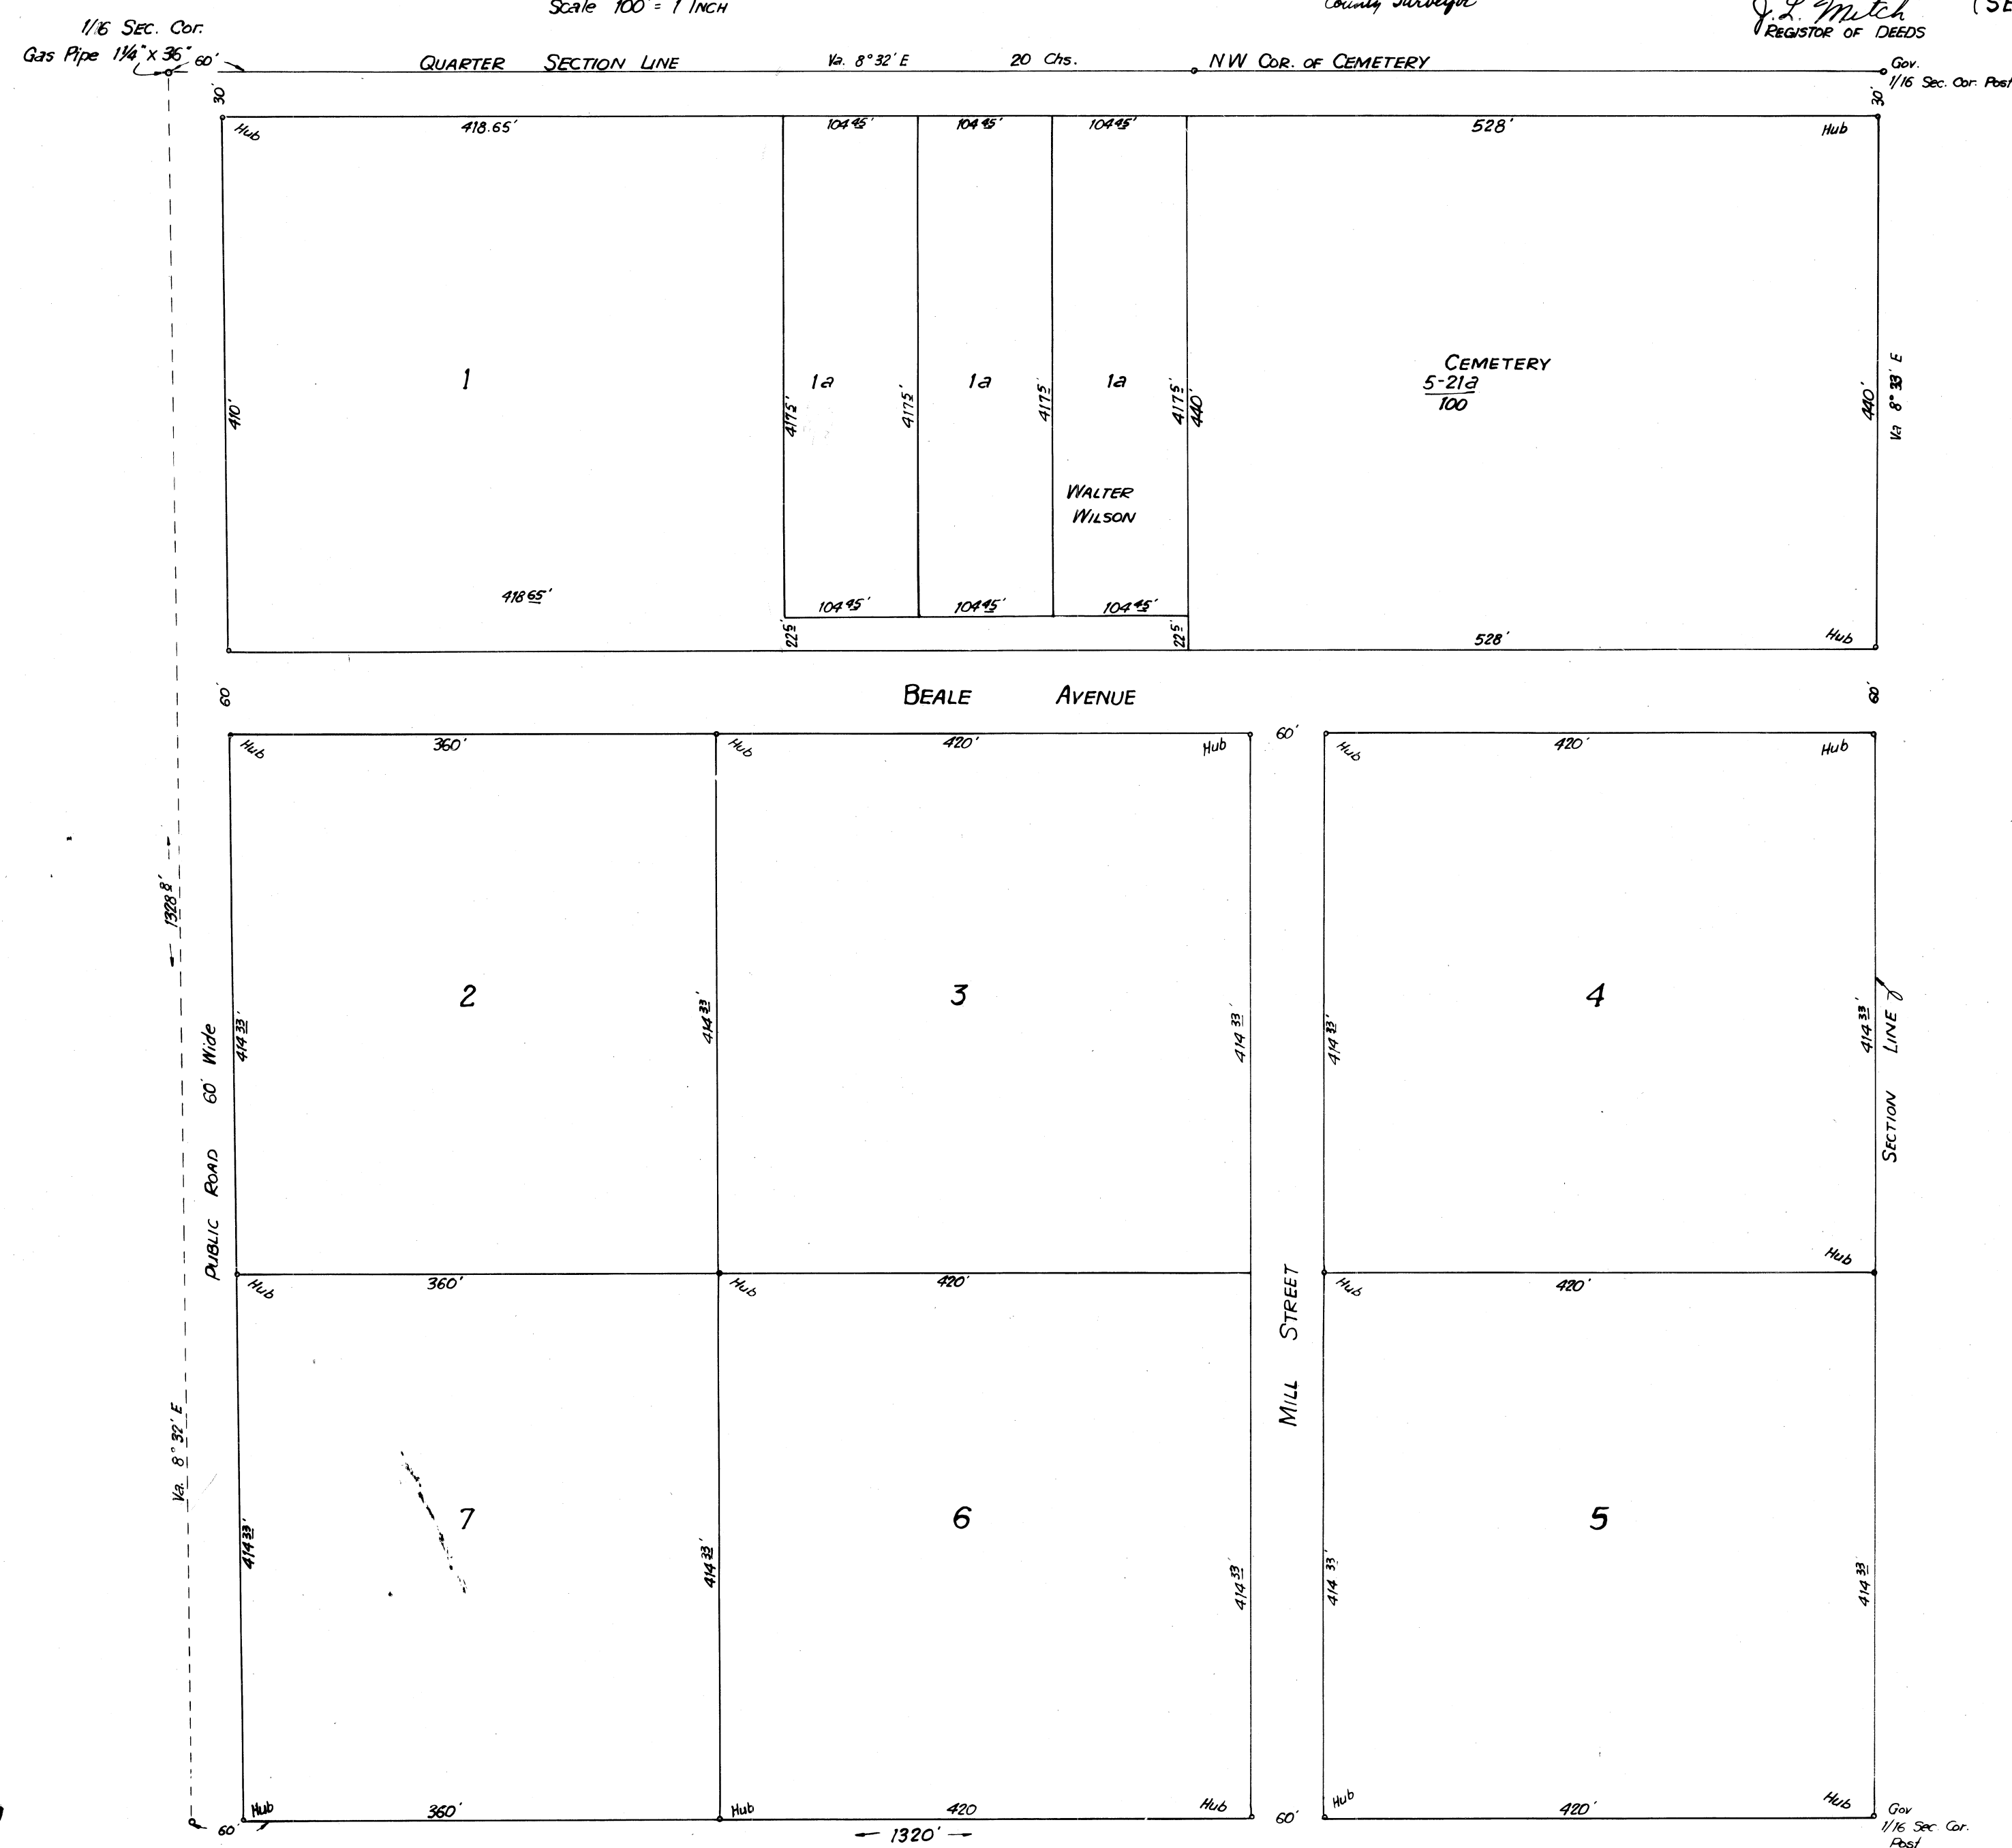 Scale 100' = 1 INCH
County Surveyor
J. L. Mitch
REGISTOR OF DEEDS
1/16 SEC. COR.
Gas Pipe 1¼" x 36"
60'
QUARTER SECTION LINE
Va. 8° 32' E
20 Chs.
NW COR. OF CEMETERY
Gov.
1/16 Sec. Cor. Post
30'
30'
Hub
418.65'
104 45'
104 45'
104 45'
528'
Hub
1
1a
1a
1a
CEMETERY
5-21a
100
410'
417 5'
417 5'
417 5'
417 5'
440'
440'
Va 8° 33' E
WALTER
WILSON
418 65'
104 45'
104 45'
104 45'
22 5'
22 5'
528'
Hub
60'
BEALE AVENUE
60'
Hub
360'
Hub
420'
Hub
60'
Hub
420'
Hub
1328 8'
2
3
4
414 33'
414 33'
414 33'
414 33'
414 33'
PUBLIC ROAD 60' Wide
SECTION LINE
Hub
360'
Hub
420'
Hub
420'
Hub
MILL STREET
Va. 8° 32' E
7
6
5
414 33'
414 33'
414 33'
414 33'
414 33
60'
Hub
360'
Hub
420
Hub
60'
Hub
420'
Hub
1320'
Gov
1/16 Sec. Cor.
Post